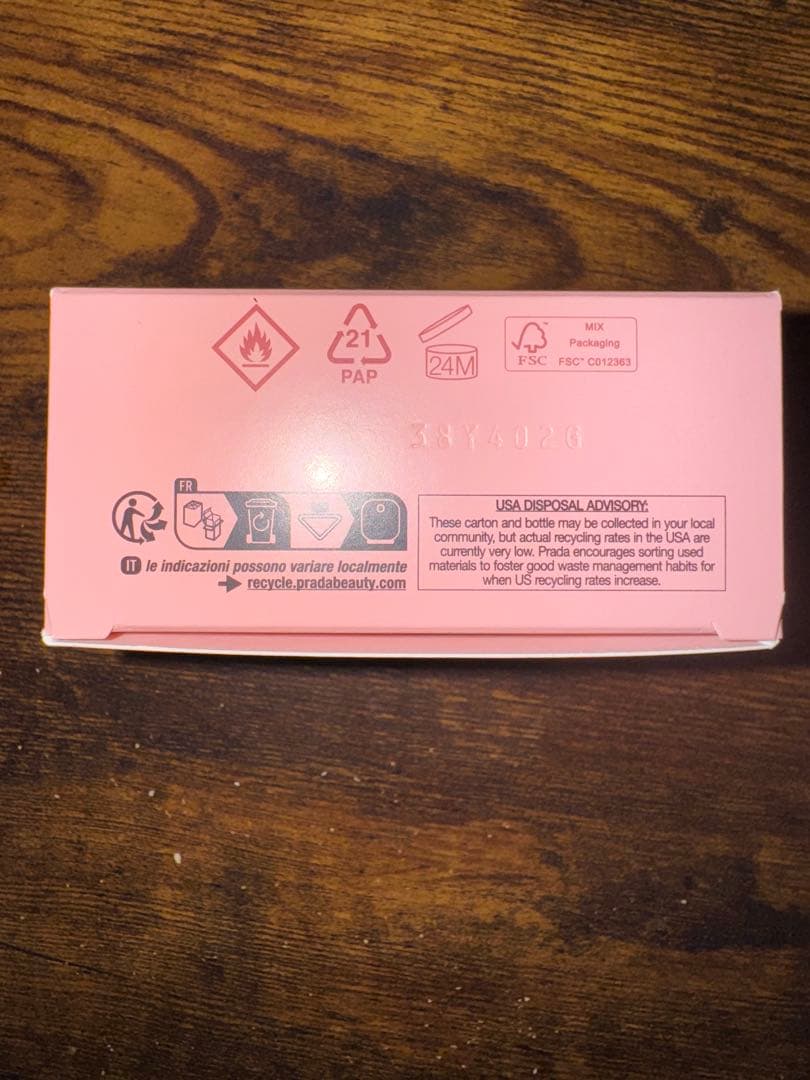 21
PAP
24M
FSC
MIX
Packaging
FSC™ C012363
38Y402G
FR
IT le indicazioni possono variare localmente
recycle.pradabeauty.com
USA DISPOSAL ADVISORY:
These carton and bottle may be collected in your local
community, but actual recycling rates in the USA are
currently very low. Prada encourages sorting used
materials to foster good waste management habits for
when US recycling rates increase.